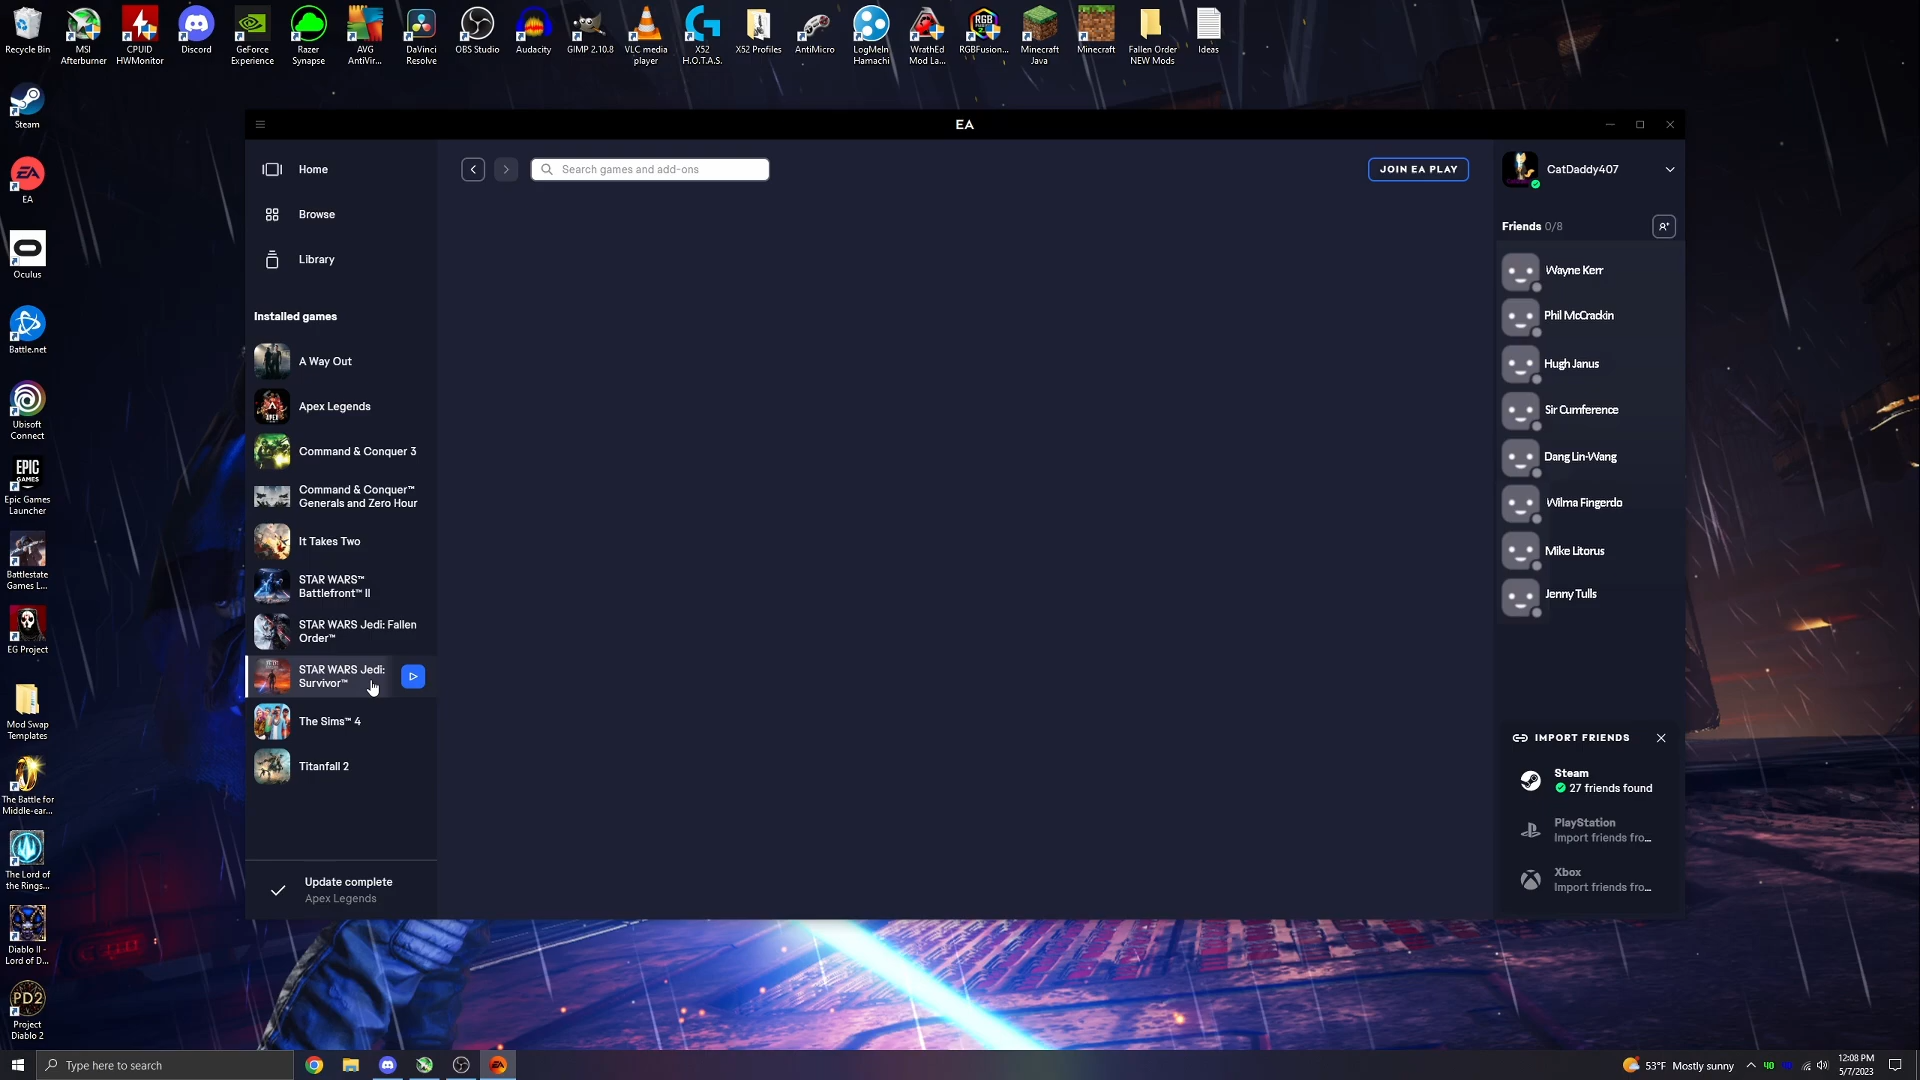 Recycle Bin
MSI
Afterburner
CPUID
HWMonitor
Discord
GeForce
Experience
Razer
Synapse
AVG
AntiVir...
DaVinci
Resolve
OBS Studio
Audacity
GIMP 2.10.8
VLC media
player
X52
H.O.T.A.S.
X52 Profiles
AntiMicro
LogMeIn
Hamachi
WrathEd
Mod La...
RGBFusion...
Minecraft
Java
Minecraft
Fallen Order
NEW Mods
Ideas
Steam
EA
Oculus
Battle.net
Ubisoft
Connect
EPIC
GAMES
Epic Games
Launcher
Battlestate
Games L...
EG Project
Mod Swap
Templates
The Battle for
Middle-ear...
The Lord of
the Rings...
Diablo II -
Lord of D...
PD2
Project
Diablo 2
EA
Home
Browse
Library
Installed games
A Way Out
Apex Legends
Command & Conquer 3
Command & Conquer™
Generals and Zero Hour
It Takes Two
STAR WARS™
Battlefront™ II
STAR WARS Jedi: Fallen
Order™
STAR WARS Jedi:
Survivor™
The Sims™ 4
Titanfall 2
Update complete
Apex Legends
Search games and add-ons
JOIN EA PLAY
CatDaddy407
Friends 0/8
Wayne Kerr
Phil McCrackin
Hugh Janus
Sir Cumference
Dang Lin-Wang
Wilma Fingerdo
Mike Litorus
Jenny Tulls
IMPORT FRIENDS
Steam
27 friends found
PlayStation
Import friends fro...
Xbox
Import friends fro...
Type here to search
53°F Mostly sunny
40
12:08 PM
5/7/2023